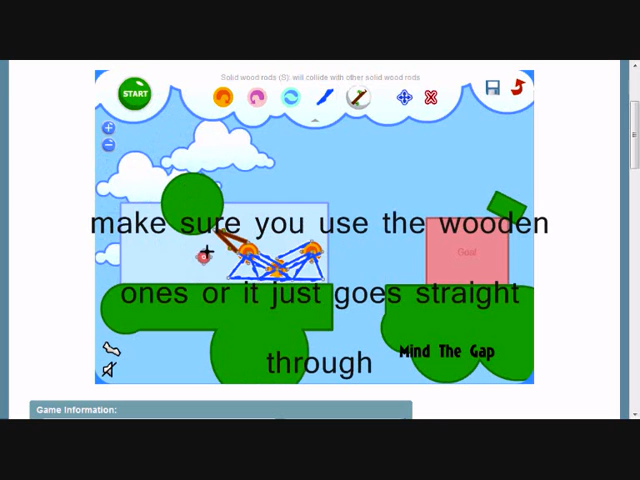 Solid wood rods (S): will collide with other solid wood rods
START
make sure you use the wooden
Goal
ones or it just goes straight
Mind The Gap
through
Game Information: